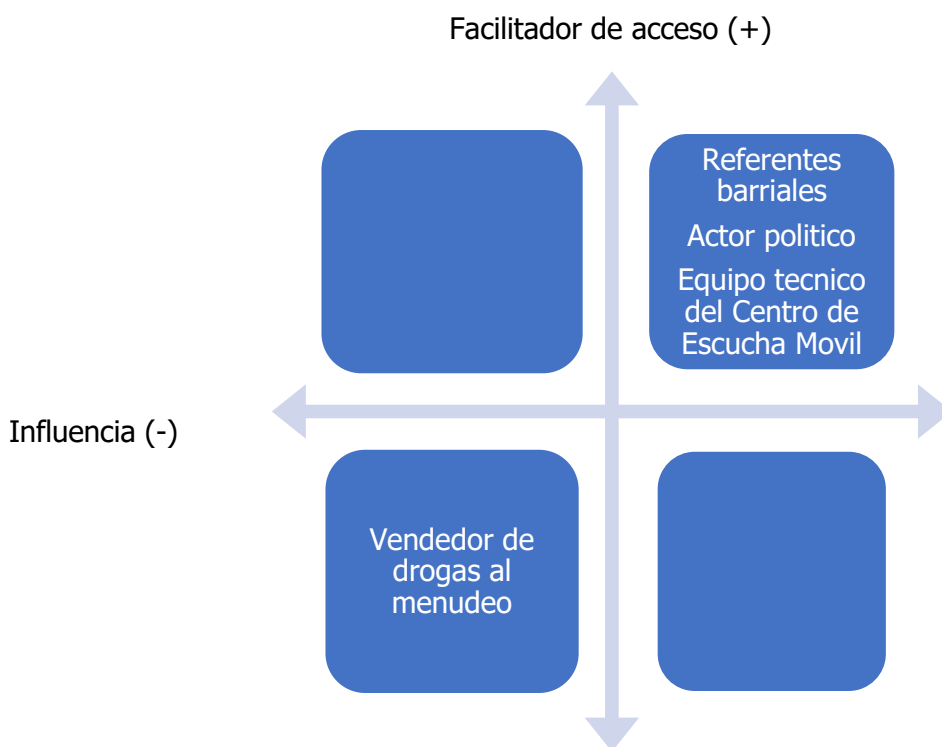 Facilitador de acceso (+)
Referentes
barriales
Actor politico
Equipo tecnico
del Centro de
Escucha Movil
Influencia (-)
Vendedor de
drogas al
menudeo